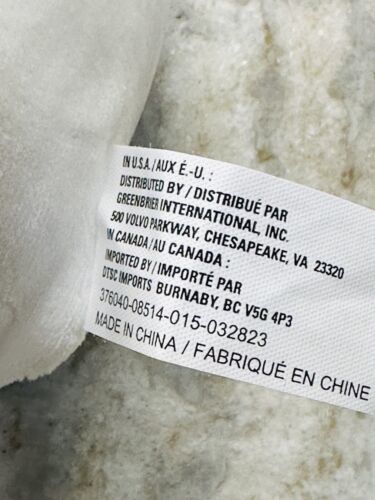 IN U.S.A./AUX É.-U. :
DISTRIBUTED BY/DISTRIBUÉ PAR
GREENBRIER INTERNATIONAL, INC.
500 VOLVO PARKWAY, CHESAPEAKE, VA 23320
IN CANADA/AU CANADA :
IMPORTED BY/IMPORTÉ PAR
DTSC IMPORTS BURNABY, BC V5G 4P3
376040-08514-015-032823
MADE IN CHINA / FABRIQUÉ EN CHINE